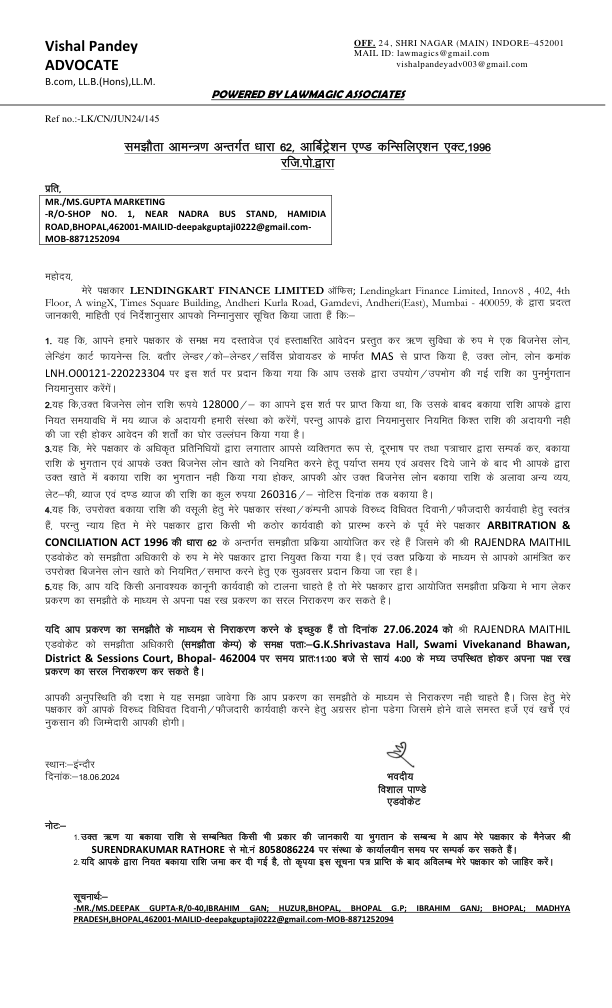 Vishal Pandey
ADVOCATE
B.com, LL.B.(Hons),LL.M.
OFF. 24, SHRI NAGAR (MAIN) INDORE–452001
MAIL ID: lawmagics@gmail.com
vishalpandeyadv003@gmail.com
POWERED BY LAWMAGIC ASSOCIATES
Ref no.:-LK/CN/JUN24/145
समझौता आमन्त्रण अन्तर्गत धारा 62, आर्बिट्रेशन एण्ड कन्सिलिएशन एक्ट,1996
रजि.पो.द्वारा
प्रति,
MR./MS.GUPTA MARKETING
-R/O-SHOP NO. 1, NEAR NADRA BUS STAND, HAMIDIA
ROAD,BHOPAL,462001-MAILID-deepakguptaji0222@gmail.com-
MOB-8871252094
महोदय,
मेरे पक्षकार LENDINGKART FINANCE LIMITED ऑफिस; Lendingkart Finance Limited, Innov8 , 402, 4th
Floor, A wingX, Times Square Building, Andheri Kurla Road, Gamdevi, Andheri(East), Mumbai - 400059, के द्वारा प्रदत्त
जानकारी, माहिती एवं निर्देशानुसार आपको निम्नानुसार सूचित किया जाता हैं कि:–
1. यह कि, आपने हमारे पक्षकार के समक्ष मय दस्तावेज एवं हस्ताक्षरित आवेदन प्रस्तुत कर ऋण सुविधा के रुप मे एक बिजनेस लोन,
लेन्डिंग कार्ट फायनेन्स लि. बतौर लेन्डर/को–लेन्डर/सर्विस प्रोवायडर के मार्फत MAS से प्राप्त किया है, उक्त लोन, लोन क्रमांक
LNH.O00121-220223304 पर इस शर्त पर प्रदान किया गया कि आप उसके द्वारा उपयोग/उपभोग की गई राशि का पुनर्मुगतान
नियमानुसार करेंगें।
2.यह कि,उक्त बिजनेस लोन राशि रूपये 128000/– का आपने इस शर्त पर प्राप्त किया था, कि उसके बाबद बकाया राशि आपके द्वारा
नियत समयावधि में मय ब्याज के अदायगी हमारी संस्था को करेंगें, परन्तु आपके द्वारा नियमानुसार नियमित किश्त राशि की अदायगी नही
की जा रही होकर आवेदन की शर्तों का घोर उल्लंघन किया गया है।
3.यह कि, मेरे पक्षकार के अधिकृत प्रतिनिधियों द्वारा लगातार आपसे व्यक्तिगत रूप से, दूरभाष पर तथा पत्राचार द्वारा सम्पर्क कर, बकाया
राशि के भुगतान एवं आपके उक्त बिजनेस लोन खाते को नियमित करने हेतू पर्याप्त समय एवं अवसर दिये जाने के बाद भी आपके द्वारा
उक्त खाते में बकाया राशि का भुगतान नही किया गया होकर, आपकी ओर उक्त बिजनेस लोन बकाया राशि के अलावा अन्य व्यय,
लेट–फी, ब्याज एवं दण्ड ब्याज की राशि का कुल रुपया 260316/– नोटिस दिनांक तक बकाया है।
4.यह कि, उपरोक्त बकाया राशि की वसूली हेतु मेरे पक्षकार संस्था/कंम्पनी आपके विरुध्द विधिवत दिवानी/फौजदारी कार्यवाही हेतु स्वतंत्र
हैं, परन्तु न्याय हित मे मेरे पक्षकार द्वारा किसी भी कठोर कार्यवाही को प्रारम्भ करने के पूर्व मेरे पक्षकार ARBITRATION &
CONCILIATION ACT 1996 की धारा 62 के अन्तर्गत समझौता प्रक्रिया आयोजित कर रहे हैं जिसमे की श्री RAJENDRA MAITHIL
एडवोकेट को समझौता अधिकारी के रुप मे मेरे पक्षकार द्वारा नियुक्त किया गया है। एवं उक्त प्रक्रिया के माध्यम से आपको आमंत्रित कर
उपरोक्त बिजनेस लोन खाते को नियमित/समाप्त करने हेतु एक सुअवसर प्रदान किया जा रहा है।
5.यह कि, आप यदि किसी अनावश्यक कानूनी कार्यवाही को टालना चाहते है तो मेरे पक्षकार द्वारा आयोजित समझौता प्रक्रिया मे भाग लेकर
प्रकरण का समझौते के माध्यम से अपना पक्ष रख प्रकरण का सरल निराकरण कर सकते है।
यदि आप प्रकरण का समझौते के माध्यम से निराकरण करने के इच्छुक हैं तो दिनांक 27.06.2024 को श्री RAJENDRA MAITHIL
एडवोकेट को समझौता अधिकारी (समझौता केम्प) के समक्ष पताः–G.K.Shrivastava Hall, Swami Vivekanand Bhawan,
District & Sessions Court, Bhopal- 462004 पर समय प्रातः11:00 बजे से सायं 4:00 के मघ्य उपस्थित होकर अपना पक्ष रख
प्रकरण का सरल निराकरण कर सकते है।
आपकी अनुपस्थिति की दशा मे यह समझा जावेगा कि आप प्रकरण का समझौते के माध्यम से निराकरण नही चाहते हैै। जिस हेतु मेरे
पक्षकार को आपके विरुध्द विधिवत दिवानी/फौजदारी कार्यवाही करने हेतु अग्रसर होना पडेगा जिसमे होने वाले समस्त हर्जे एवं खर्चे एवं
नुकसान की जिम्मेदारी आपकी होगी।
स्थानः–इंन्दौर
दिनांकः–18.06.2024
भवदीय
विशाल पाण्डे
एडवोकेट
नोटः–
1.उक्त ऋण या बकाया राशि से सम्बन्धित किसी भी प्रकार की जानकारी या भुगतान के सम्बन्ध मे आप मेरे पक्षकार के मैनेजर श्री
SURENDRAKUMAR RATHORE से मो.नं 8058086224 पर संस्था के कार्यालयीन समय पर सम्पर्क कर सकते हैं।
2.यदि आपके द्वारा नियत बकाया राशि जमा कर दी गई है, तो कृपया इस सूचना पत्र प्राप्ति के बाद अविलम्ब मेरे पक्षकार को जाहिर करें।
सूचनार्थः–
-MR./MS.DEEPAK GUPTA-R/0-40,IBRAHIM GAN; HUZUR,BHOPAL, BHOPAL G.P; IBRAHIM GANJ; BHOPAL; MADHYA
PRADESH,BHOPAL,462001-MAILID-deepakguptaji0222@gmail.com-MOB-8871252094